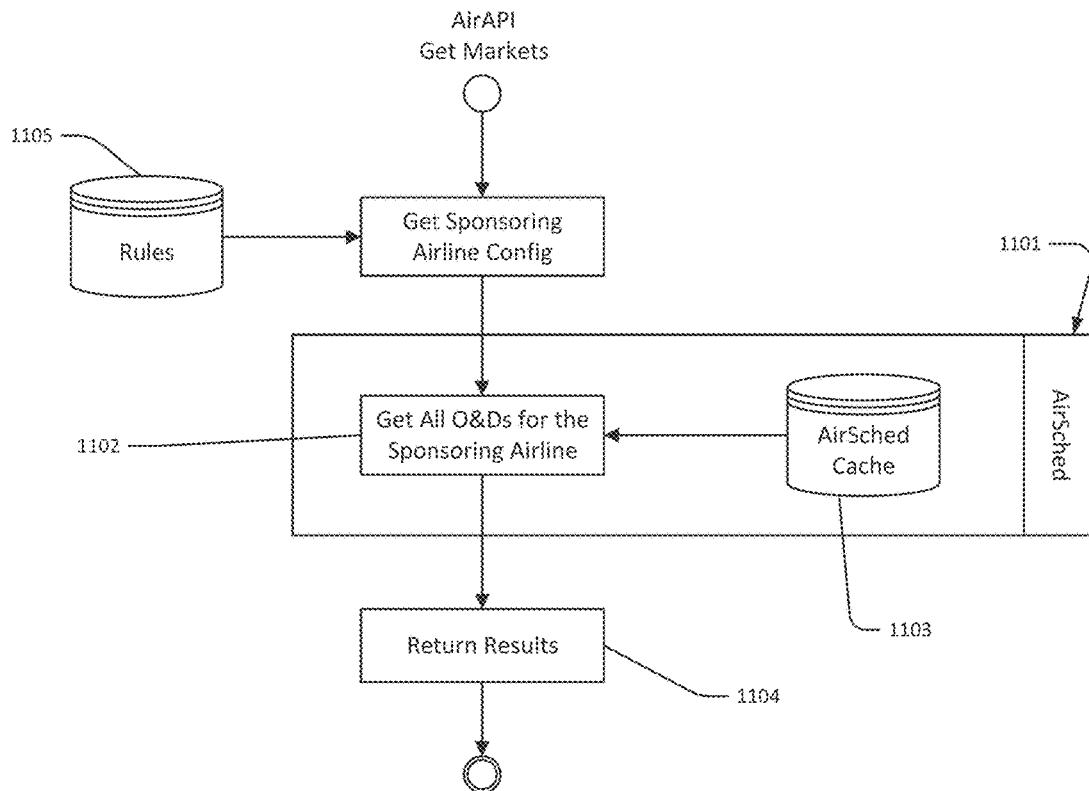 AirAPI
Get Markets
1105
Rules
Get Sponsoring
Airline Config
1101
AirSched
Get All O&Ds for the
Sponsoring Airline
1102
AirSched
Cache
1103
Return Results
1104